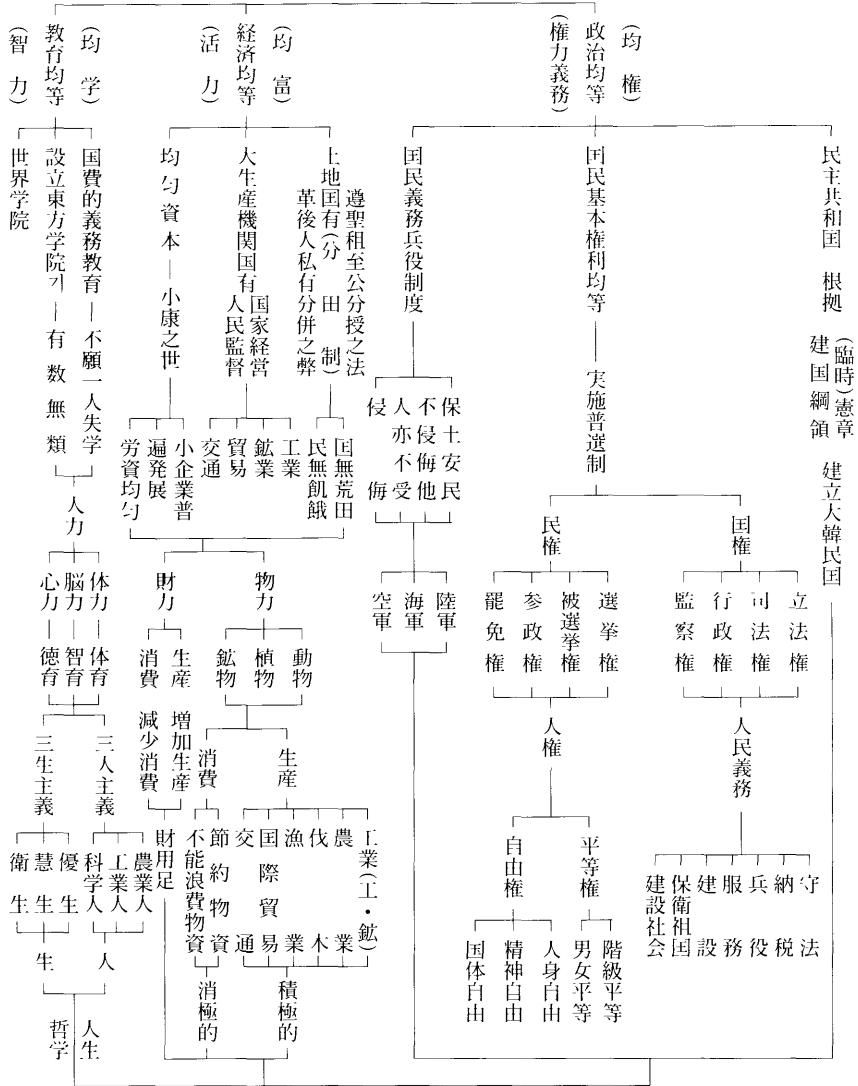 民主共和国　根拠
(臨時)憲章
建国綱領
建立大韓民国
(均　権)
政治均等
(権力義務)
国民基本権利均等
実施普選制
国権
立法権
司法権
行政権
監察権
人民義務
守法
納税
兵役
服務
建設
保衛祖国
建設社会
民権
選挙権
被選挙権
参政権
罷免権
人権
平等権
階級平等
男女平等
自由権
人身自由
精神自由
国体自由
国民義務兵役制度
保土安民
不侵侮他
人亦不受
侵侮
陸軍
海軍
空軍
(均　富)
経済均等
(活　力)
土地国有(分田制)
遵聖祖至公分授之法
革後人私有分併之弊
国無荒田
民無飢餓
大生産機関国有
国家経営
人民監督
工業
鉱業
貿易
交通
均勻資本
小康之世
小企業普
遍発展
労資均勻
物力
動物
植物
鉱物
生産
工業(工・鉱)
農業
伐木
漁業
国際貿易
交通
積極的
消費
節約物資
不能浪費物資
消極的
財力
生産　増加生産
消費　減少消費
財用足
(均　学)
教育均等
(智　力)
国費的義務教育
不願一人失学
設立東方学院기
有数無類
世界学院
人力
体力
体育
脳力
智育
心力
徳育
三人主義
農業人
工業人
科学人
人
三生主義
優生
慧生
衛生
生
人生
哲学